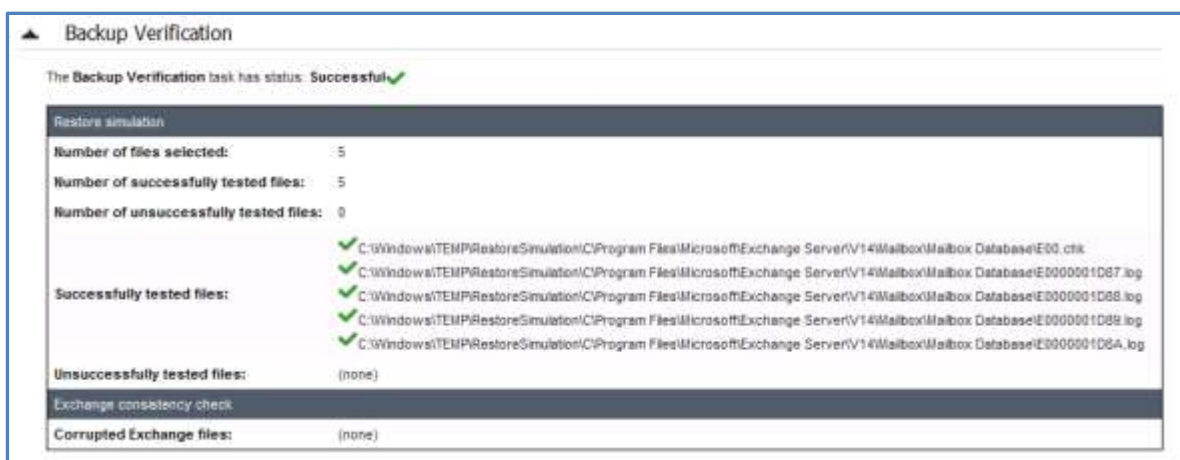 Backup Verification
The Backup Verification task has status: Successful
Restore simulation
Number of files selected: 5
Number of successfully tested files: 5
Number of unsuccessfully tested files: 0
C:\Windows\TEMP\RestoreSimulation\C\Program Files\Microsoft\Exchange Server\V14\Mailbox\Mailbox Database\E00.chk
C:\Windows\TEMP\RestoreSimulation\C\Program Files\Microsoft\Exchange Server\V14\Mailbox\Mailbox Database\E0000001D87.log
Successfully tested files: C:\Windows\TEMP\RestoreSimulation\C\Program Files\Microsoft\Exchange Server\V14\Mailbox\Mailbox Database\E0000001D88.log
C:\Windows\TEMP\RestoreSimulation\C\Program Files\Microsoft\Exchange Server\V14\Mailbox\Mailbox Database\E0000001D89.log
C:\Windows\TEMP\RestoreSimulation\C\Program Files\Microsoft\Exchange Server\V14\Mailbox\Mailbox Database\E0000001D8A.log
Unsuccessfully tested files: (none)
Exchange consistency check
Corrupted Exchange files: (none)